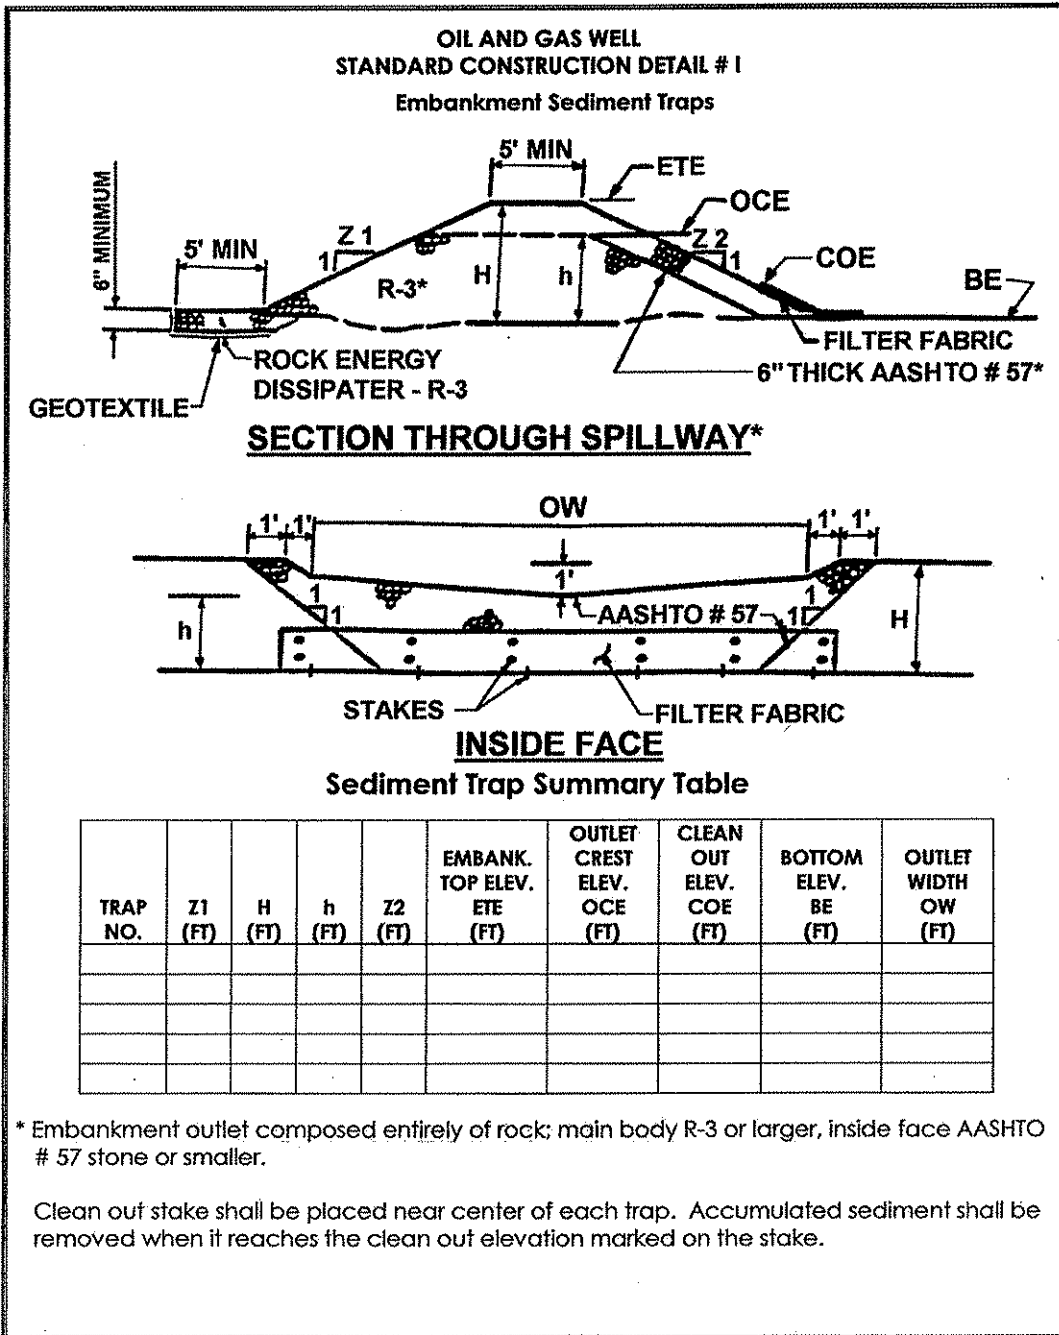 OIL AND GAS WELL
STANDARD CONSTRUCTION DETAIL # I
Embankment Sediment Traps
5' MIN
ETE
OCE
6" MINIMUM
5' MIN
Z 1
1
Z 2
1
COE
BE
R-3*
H
h
FILTER FABRIC
ROCK ENERGY
DISSIPATER - R-3
6" THICK AASHTO # 57*
GEOTEXTILE
SECTION THROUGH SPILLWAY*
OW
1'
1'
1'
1'
1'
1
1
1
1
h
AASHTO # 57
H
STAKES
FILTER FABRIC
INSIDE FACE
Sediment Trap Summary Table
TRAP NO.
Z1 (FT)
H (FT)
h (FT)
Z2 (FT)
EMBANK. TOP ELEV. ETE (FT)
OUTLET CREST ELEV. OCE (FT)
CLEAN OUT ELEV. COE (FT)
BOTTOM ELEV. BE (FT)
OUTLET WIDTH OW (FT)
* Embankment outlet composed entirely of rock; main body R-3 or larger, inside face AASHTO
# 57 stone or smaller.
Clean out stake shall be placed near center of each trap. Accumulated sediment shall be
removed when it reaches the clean out elevation marked on the stake.